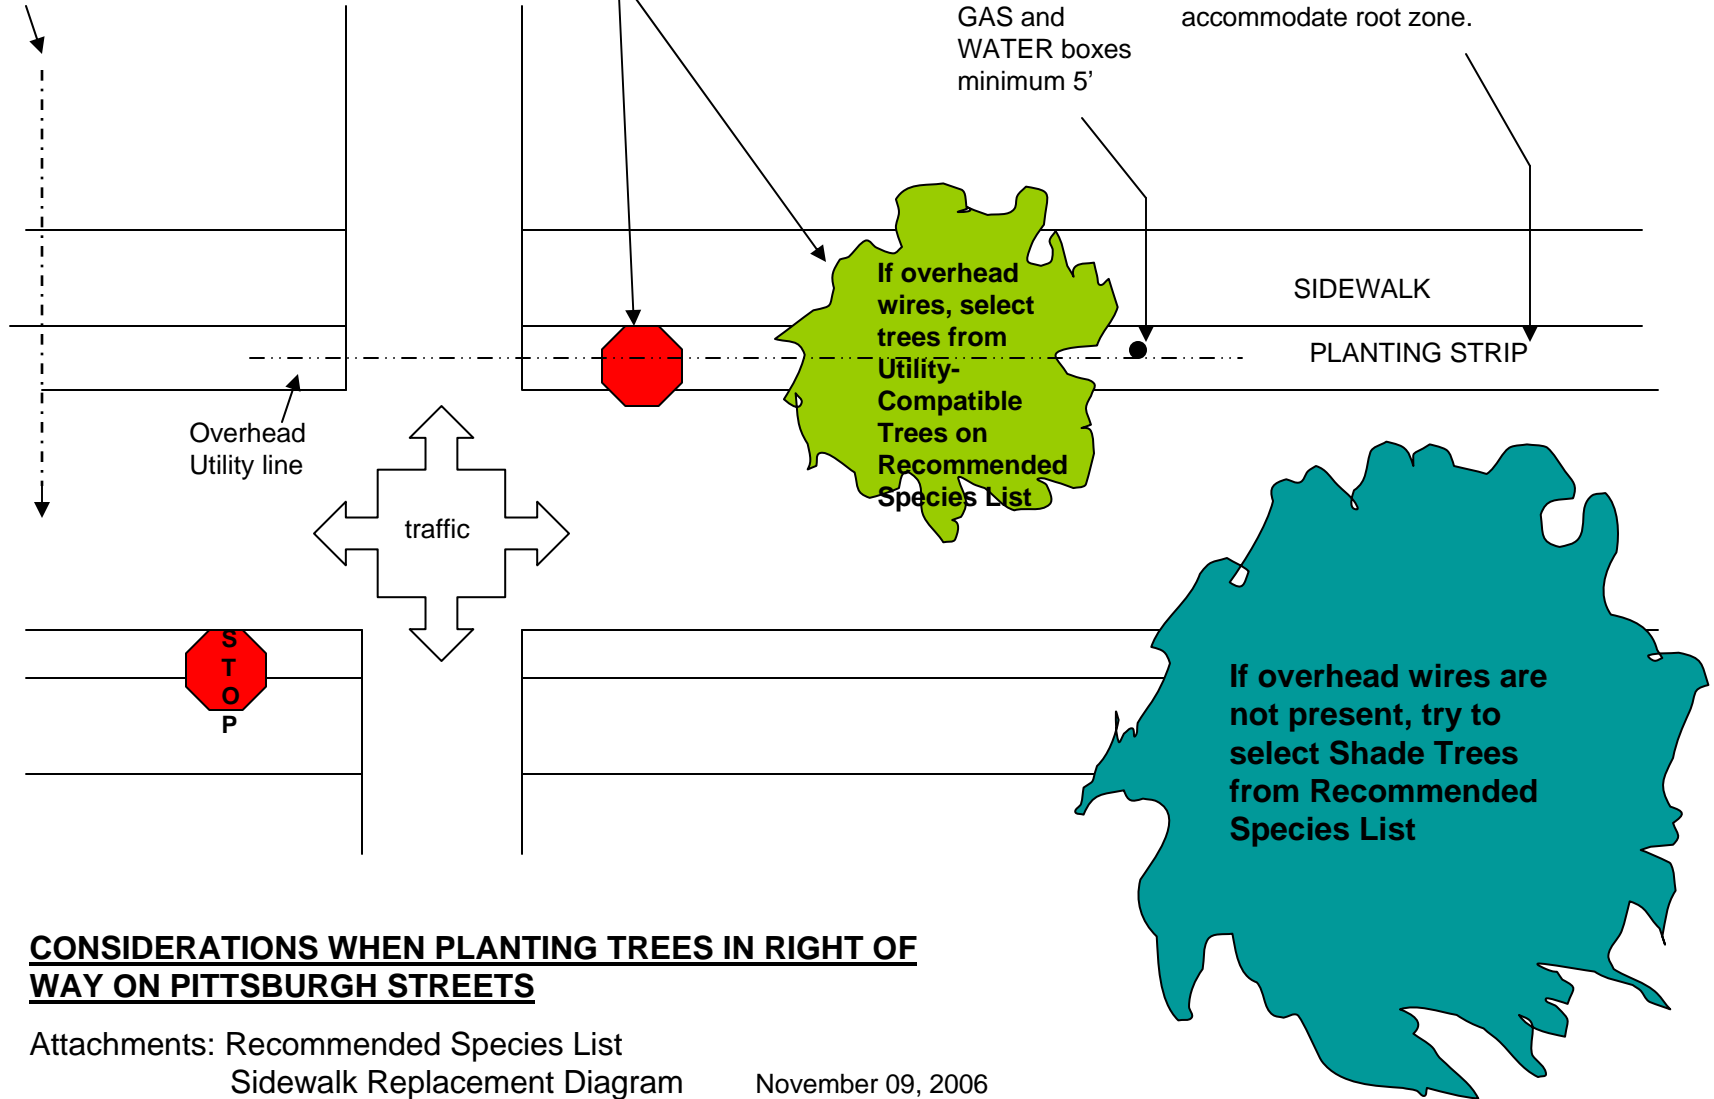 GAS and
WATER boxes
minimum 5’
accommodate root zone.
If overhead
wires, select
trees from
Utility-
Compatible
Trees on
Recommended
Species List
SIDEWALK
PLANTING STRIP
Overhead
Utility line
traffic
S
T
O
P
If overhead wires are
not present, try to
select Shade Trees
from Recommended
Species List
CONSIDERATIONS WHEN PLANTING TREES IN RIGHT OF
WAY ON PITTSBURGH STREETS
Attachments: Recommended Species List
Sidewalk Replacement Diagram November 09, 2006